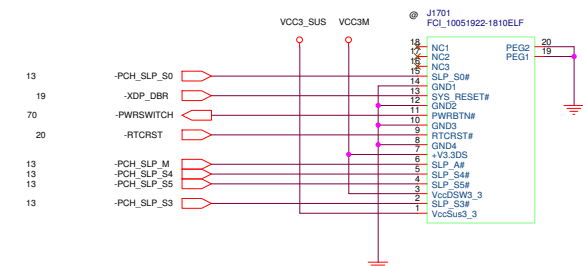 @ J1701
FCI_10051922-1810ELF
VCC3_SUS VCC3M
18 NC1 PEG2 20
17 NC2 PEG1 19
16 NC3
13 -PCH_SLP_S0 15 SLP_S0#
14 GND1
19 -XDP_DBR 13 SYS_RESET#
12 GND2
70 -PWRSWITCH 11 PWRBTN#
10 GND3
20 -RTCRST 9 RTCRST#
8 GND4
7 +V3.3DS
13 -PCH_SLP_M 6 SLP_A#
13 -PCH_SLP_S4 5 SLP_S4#
13 -PCH_SLP_S5 4 SLP_S5#
3 VccDSW3_3
13 -PCH_SLP_S3 2 SLP_S3#
1 VccSus3_3